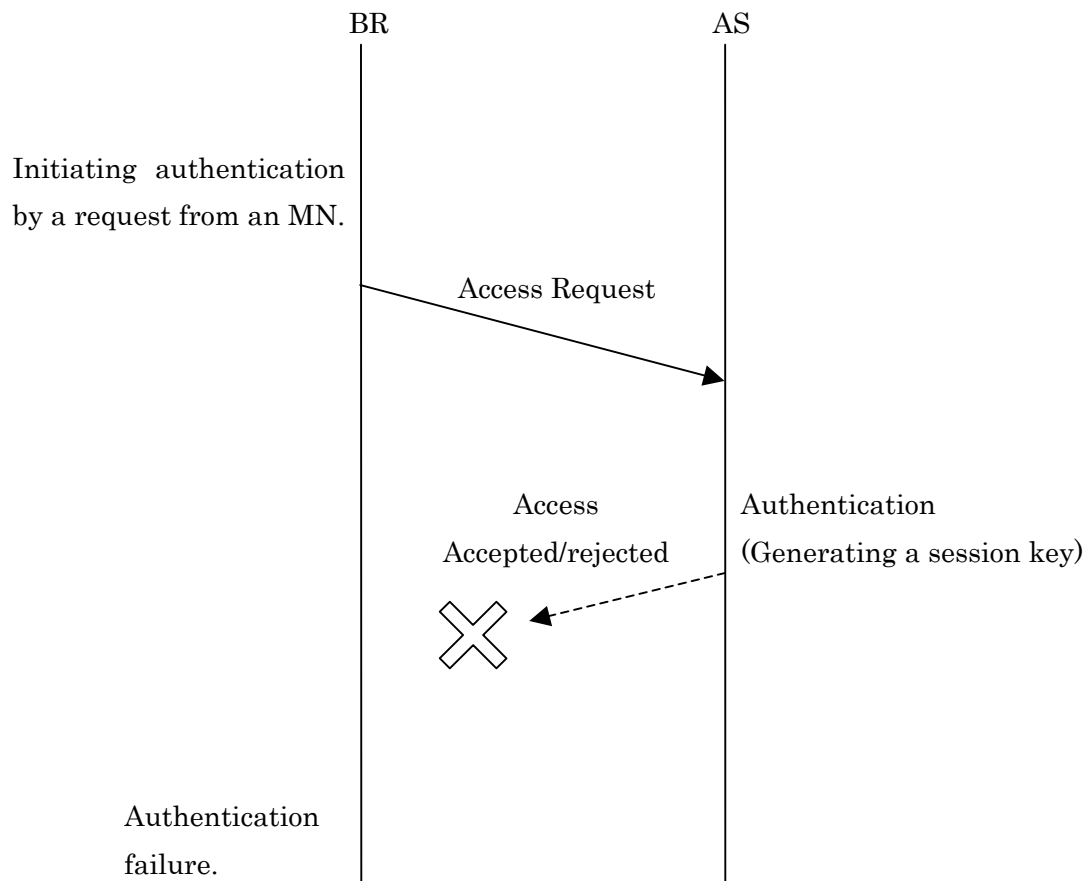 BR
AS
Initiating authentication
by a request from an MN.
Access Request
Access
Accepted/rejected
Authentication
(Generating a session key)
Authentication
failure.